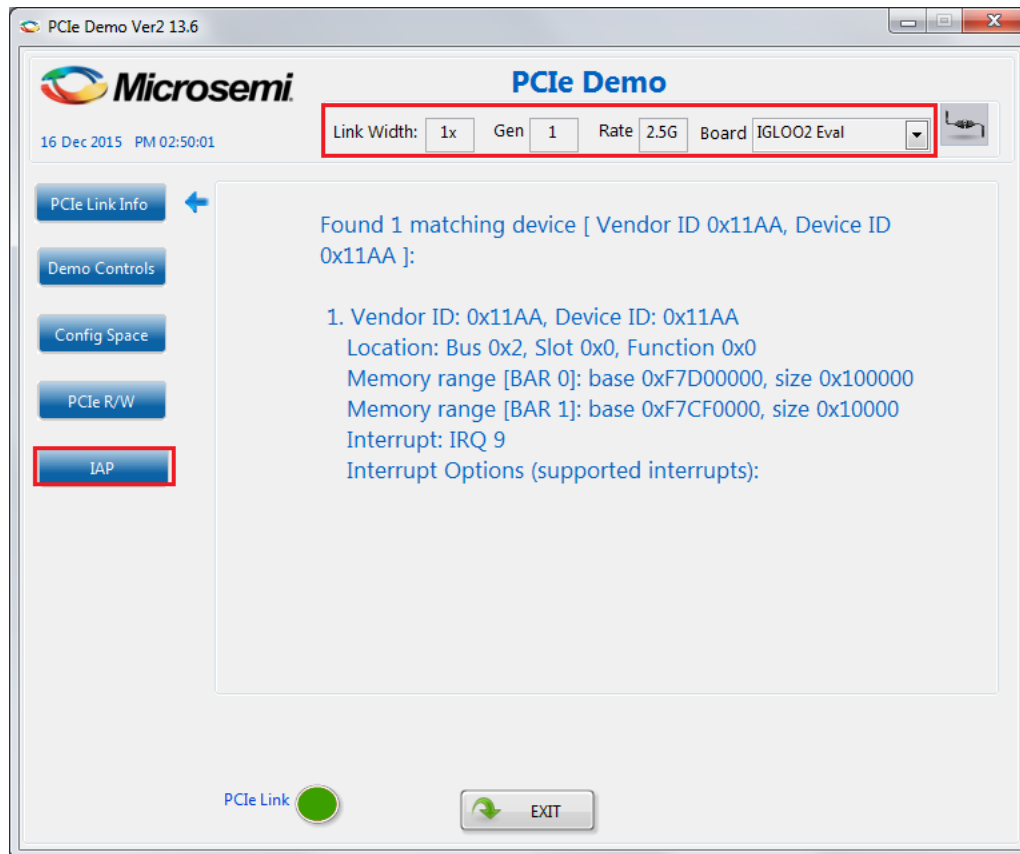 PCIe Demo Ver2 13.6
Microsemi.
PCIe Demo
16 Dec 2015 PM 02:50:01
Link Width: 1x Gen 1 Rate 2.5G Board IGLOO2 Eval
PCIe Link Info
Demo Controls
Config Space
PCIe R/W
IAP
Found 1 matching device [ Vendor ID 0x11AA, Device ID
0x11AA ]:
1. Vendor ID: 0x11AA, Device ID: 0x11AA
Location: Bus 0x2, Slot 0x0, Function 0x0
Memory range [BAR 0]: base 0xF7D00000, size 0x100000
Memory range [BAR 1]: base 0xF7CF0000, size 0x10000
Interrupt: IRQ 9
Interrupt Options (supported interrupts):
PCIe Link
EXIT